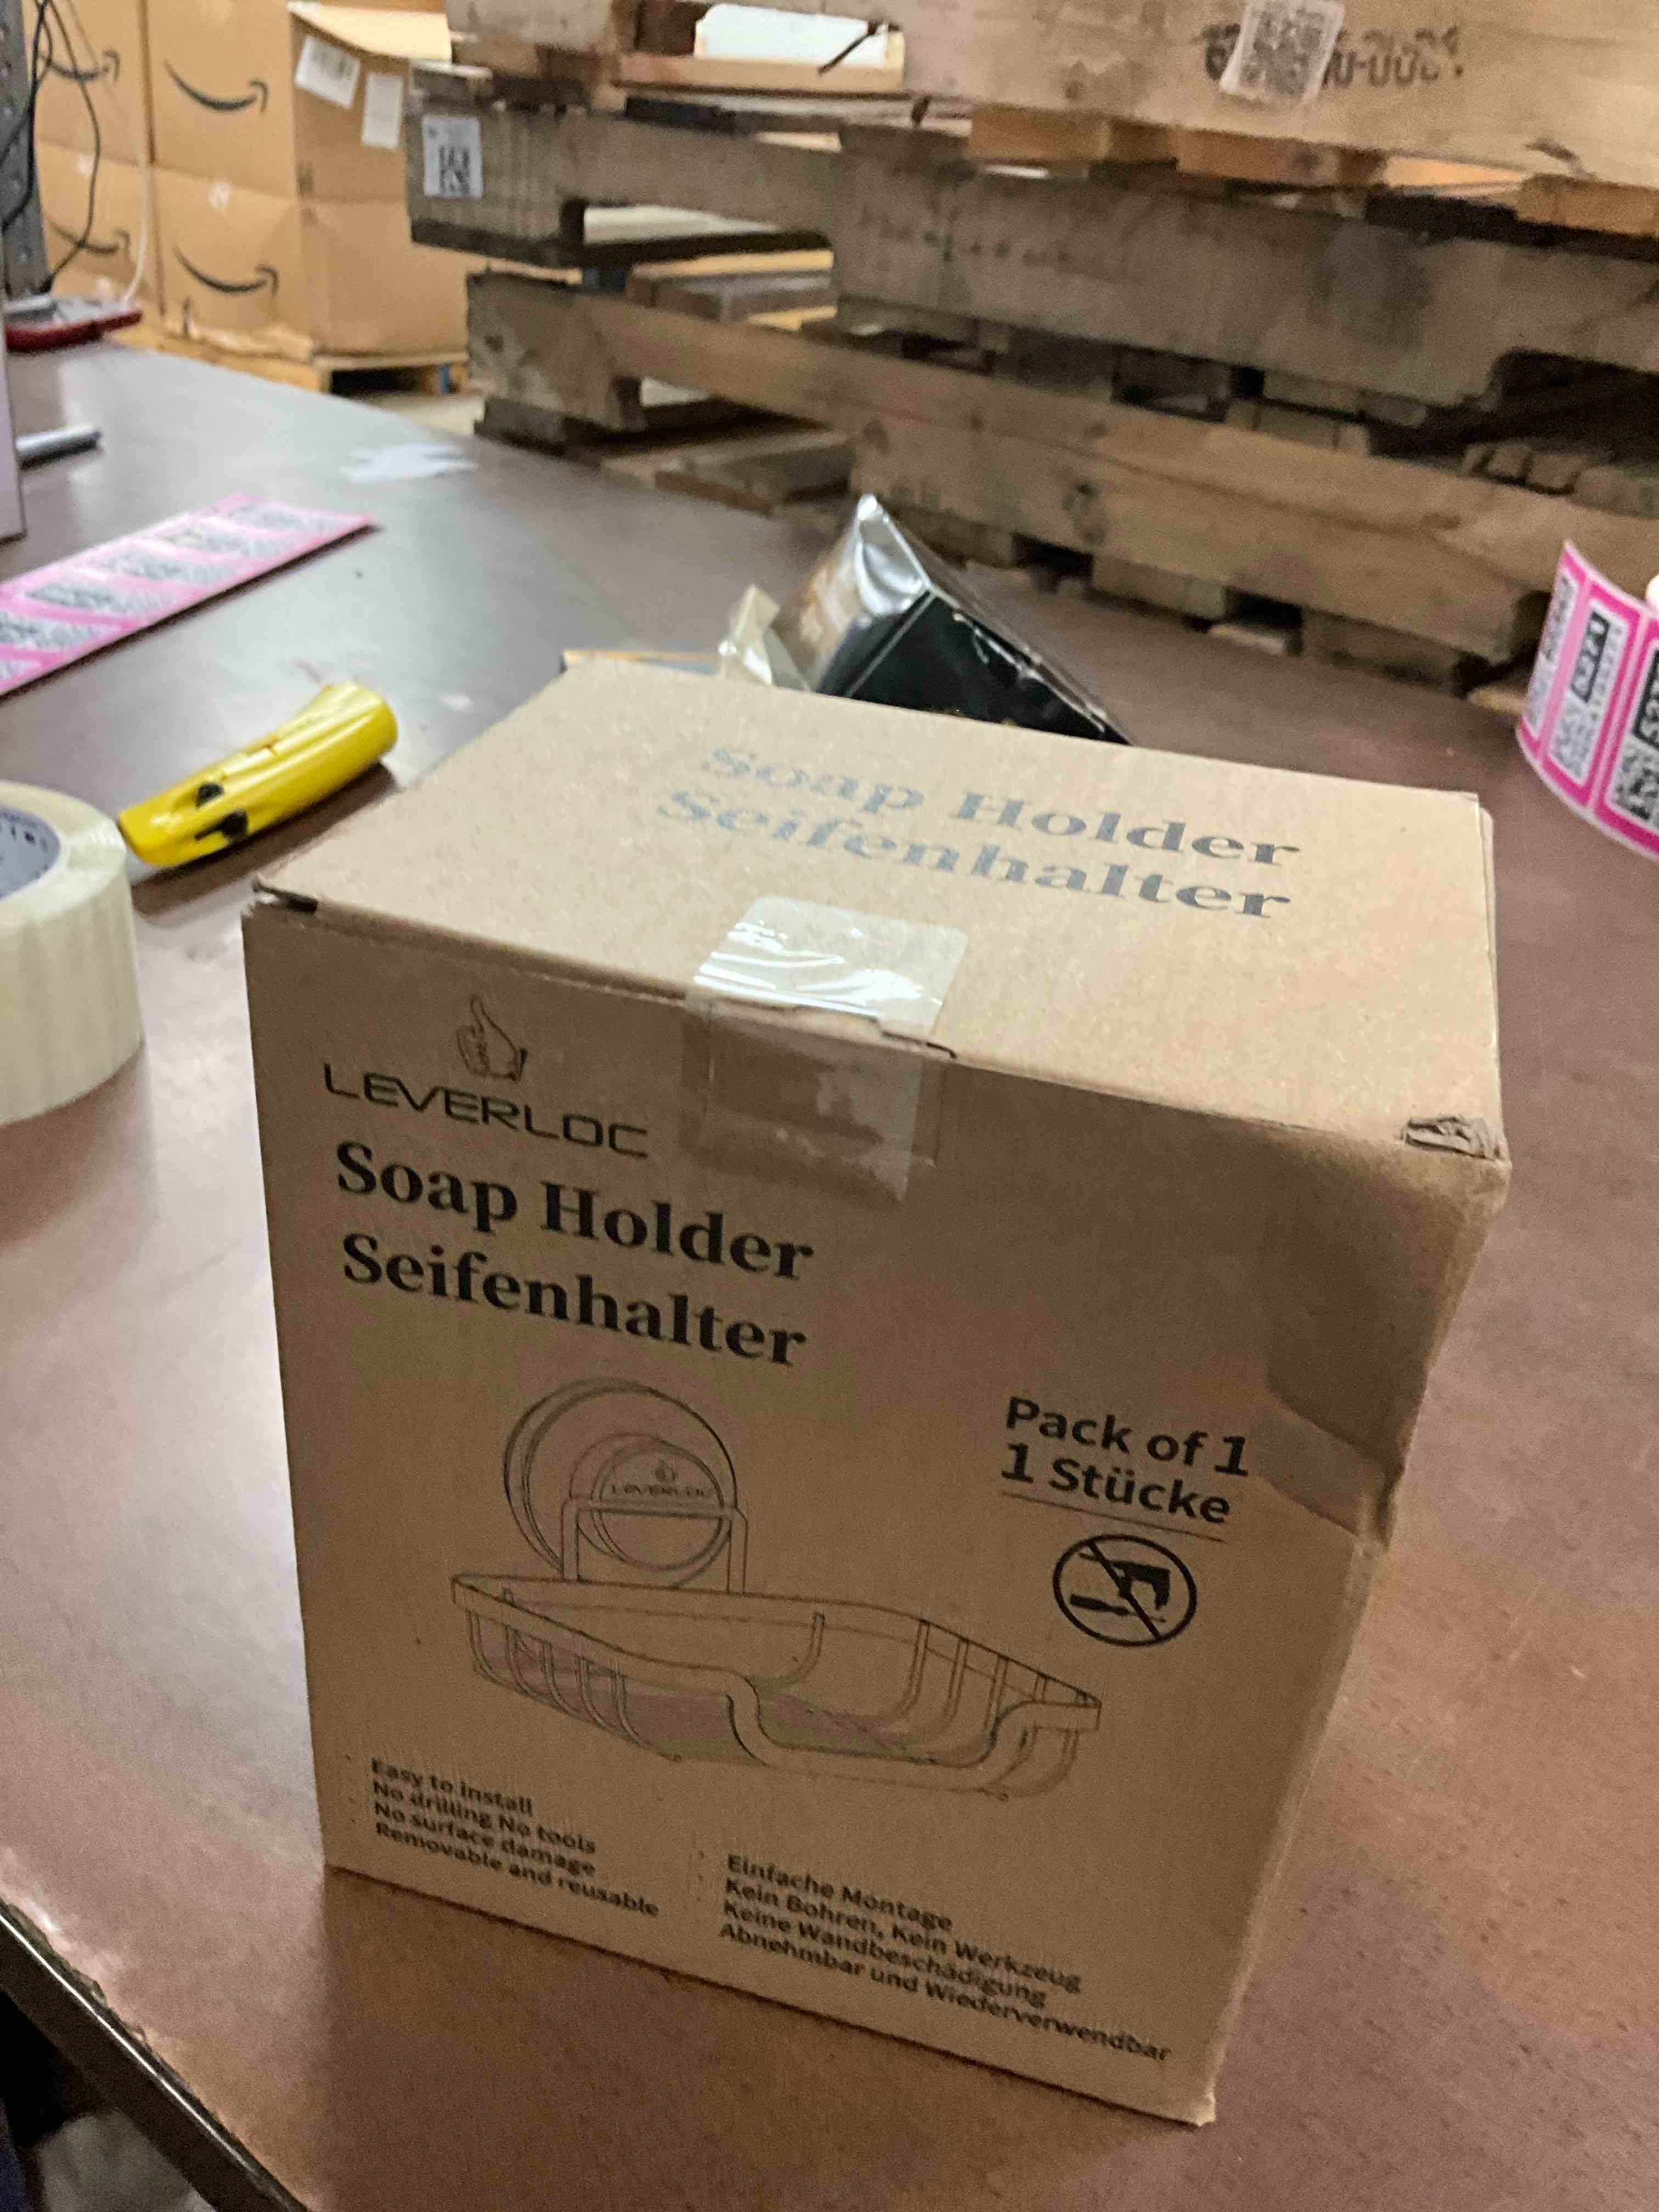 Soap Holder
Seifenhalter
LEVERLOC
Soap Holder
Seifenhalter
LEVERLOC
Pack of 1
1 Stücke
Easy to install
No drilling No tools
No surface damage
Removable and reusable
Einfache Montage
Kein Bohren, Kein Werkzeug
Keine Wandbeschädigung
Abnehmbar und Wiederverwendbar